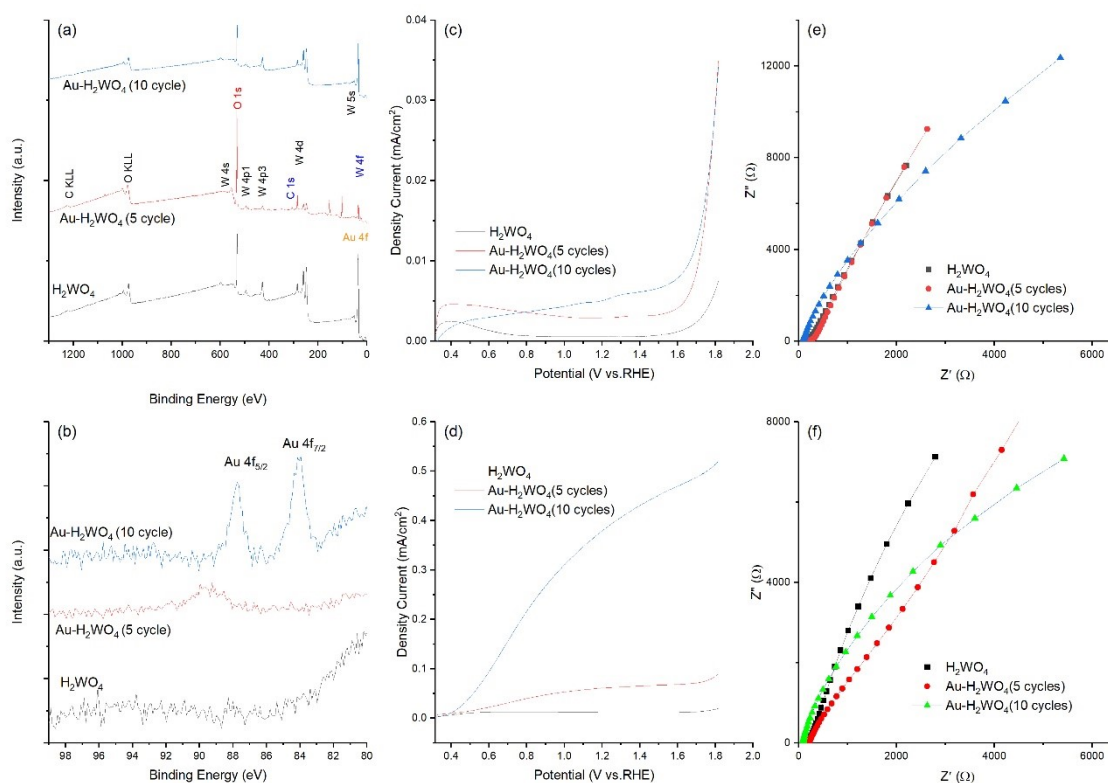 (a)
Au-H₂WO₄ (10 cycle)
O 1s
W 5s
C KLL
O KLL
W 4s
W 4p1
W 4p3
C 1s
W 4d
W 4f
Au-H₂WO₄ (5 cycle)
Au 4f
H₂WO₄
Intensity (a.u.)
1200 1000 800 600 400 200 0
Binding Energy (eV)
(c)
0.04
0.03
0.02
0.01
0.00
Density Current (mA/cm²)
H₂WO₄
Au-H₂WO₄(5 cycles)
Au-H₂WO₄(10 cycles)
0.4 0.6 0.8 1.0 1.2 1.4 1.6 1.8 2.0
Potential (V vs.RHE)
(e)
12000
8000
4000
0
Z" (Ω)
H₂WO₄
Au-H₂WO₄(5 cycles)
Au-H₂WO₄(10 cycles)
0 2000 4000 6000
Z' (Ω)
(b)
Au 4f₅/₂
Au 4f₇/₂
Au-H₂WO₄ (10 cycle)
Au-H₂WO₄ (5 cycle)
H₂WO₄
Intensity (a.u.)
98 96 94 92 90 88 86 84 82 80
Binding Energy (eV)
(d)
0.6
0.5
0.4
0.3
0.2
0.1
0.0
Density Current (mA/cm²)
H₂WO₄
Au-H₂WO₄(5 cycles)
Au-H₂WO₄(10 cycles)
0.4 0.6 0.8 1.0 1.2 1.4 1.6 1.8 2.0
Potential (V vs.RHE)
(f)
8000
4000
0
Z" (Ω)
H₂WO₄
Au-H₂WO₄(5 cycles)
Au-H₂WO₄(10 cycles)
0 2000 4000 6000
Z' (Ω)